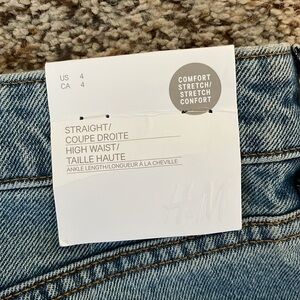 US 4
CA 4
COMFORT
STRETCH/
STRETCH
CONFORT
STRAIGHT/
COUPE DROITE
HIGH WAIST/
TAILLE HAUTE
ANKLE LENGTH/LONGUEUR À LA CHEVILLE
H&M